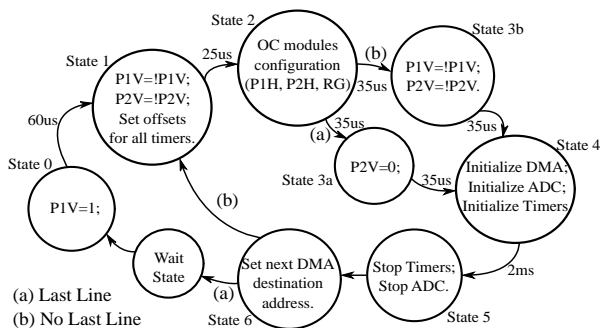 State 1
P1V=!P1V;
P2V=!P2V;
Set offsets
for all timers.
25us
State 2
OC modules
configuration
(P1H, P2H, RG)
(b)
35us
State 3b
P1V=!P1V;
P2V=!P2V.
35us
35us
(a)
State 3a
P2V=0;
35us
State 4
Initialize DMA;
Initialize ADC;
Initialize Timers
60us
State 0
P1V=1;
(b)
2ms
Wait
State
(a)
Set next DMA
destination
address.
State 6
Stop Timers;
Stop ADC.
State 5
(a) Last Line
(b) No Last Line